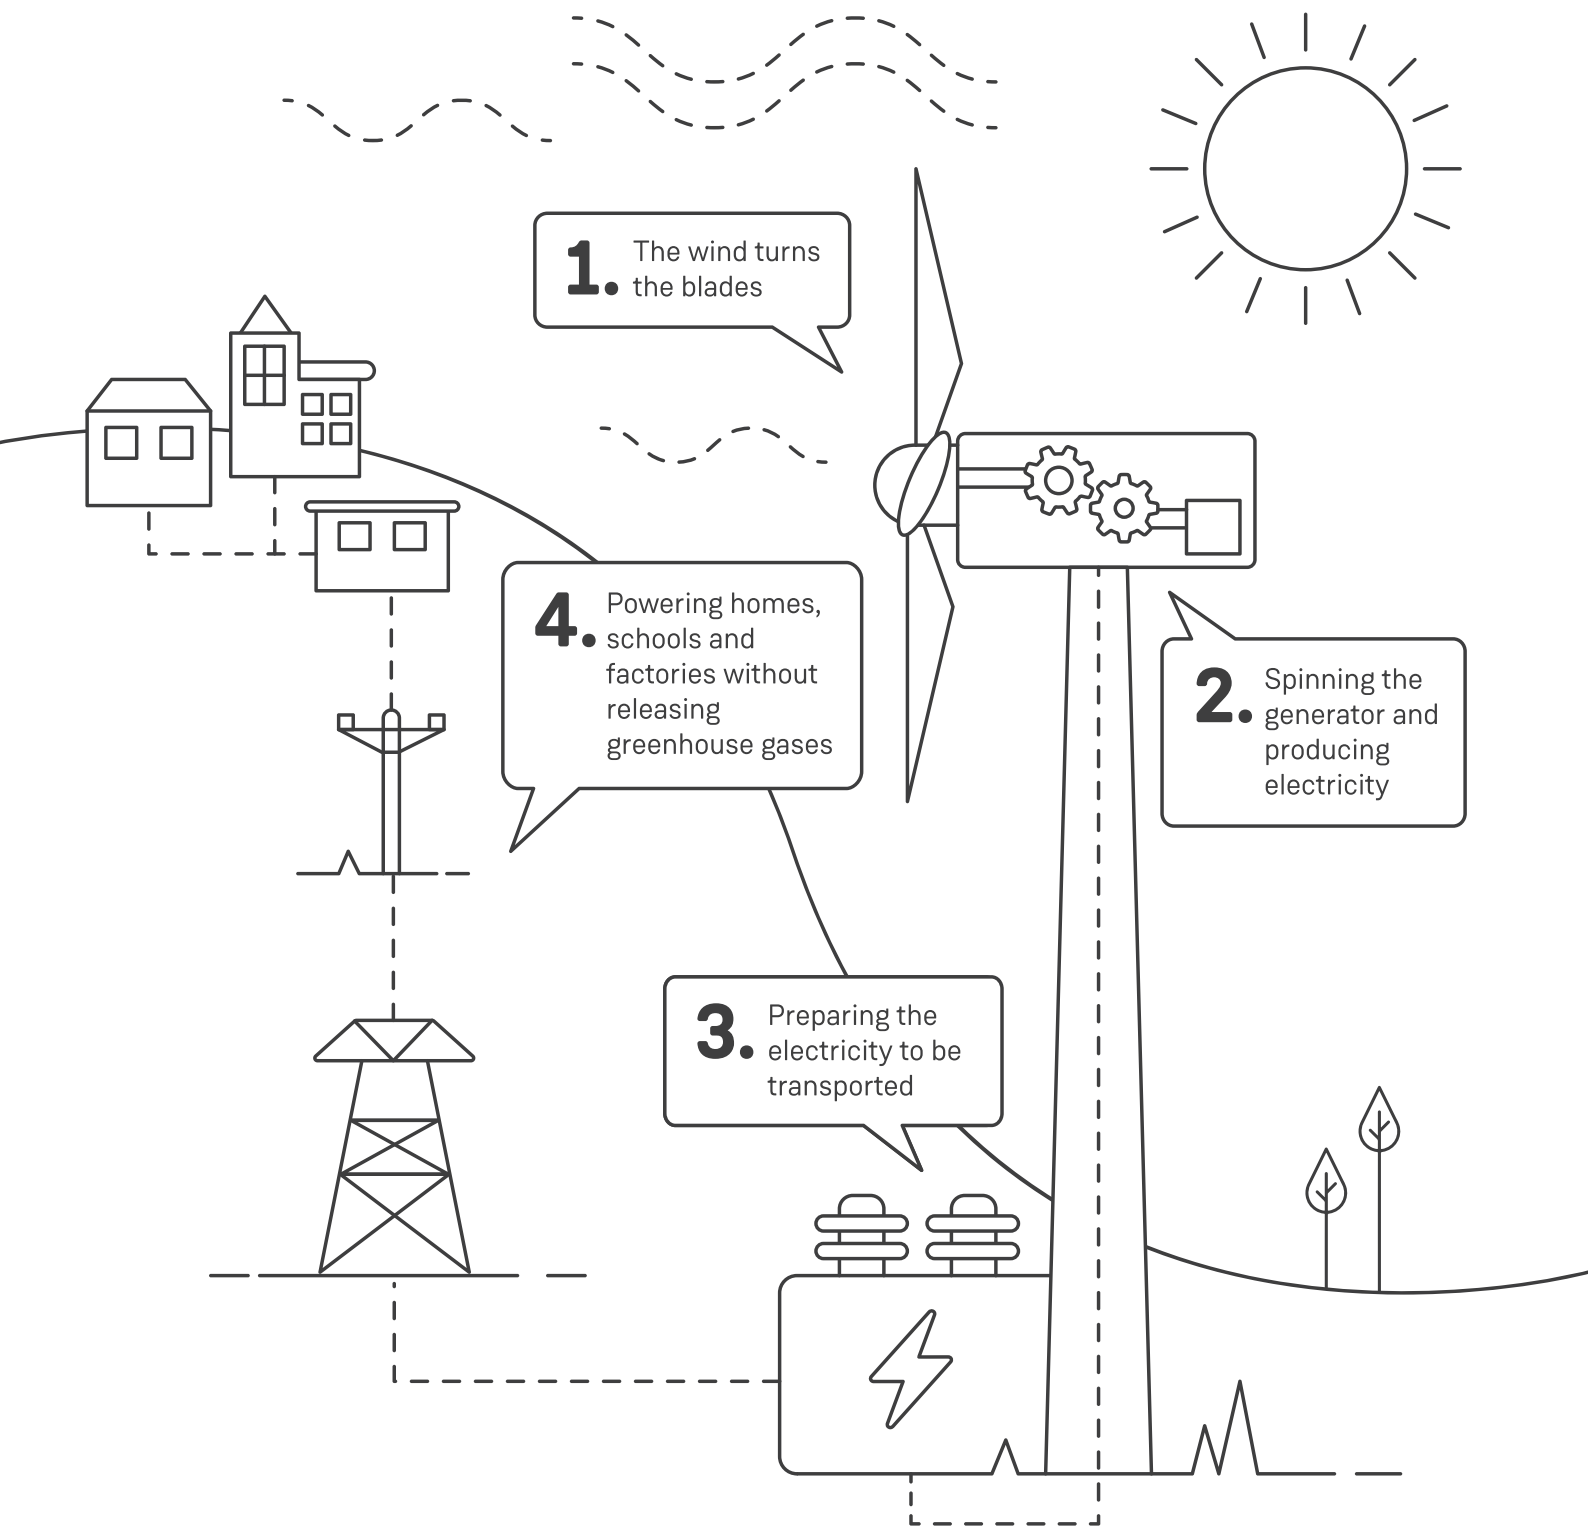 1. The wind turns
the blades
2. Spinning the
generator and
producing
electricity
3. Preparing the
electricity to be
transported
4. Powering homes,
schools and
factories without
releasing
greenhouse gases